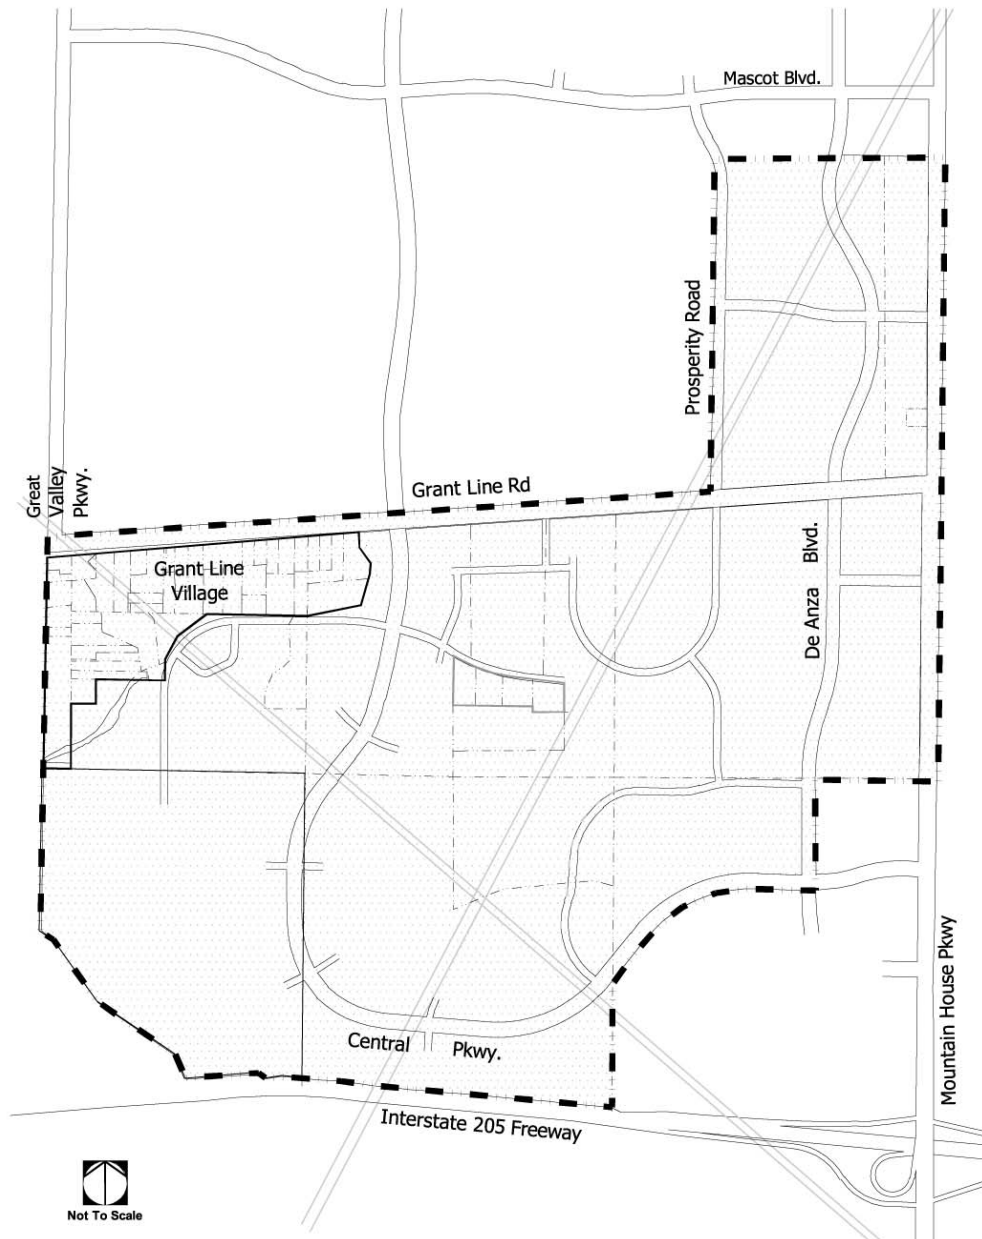 Mascot Blvd.
Prosperity Road
Great
Valley
Pkwy.
Grant Line Rd
Grant Line
Village
De Anza Blvd.
Mountain House Pkwy
Central Pkwy.
Interstate 205 Freeway
Not To Scale